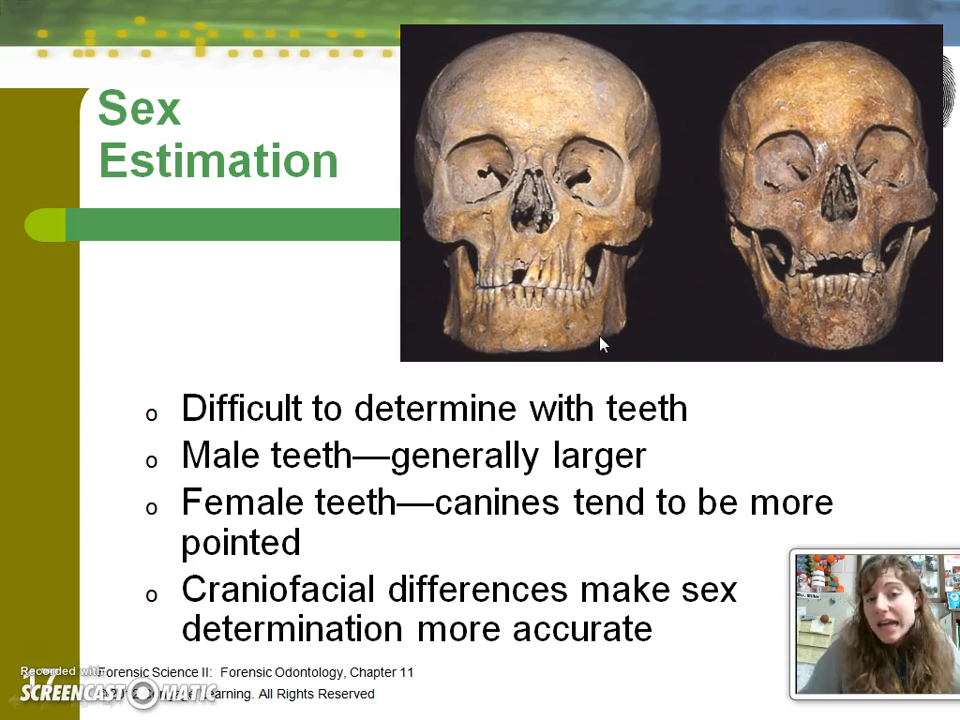 Sex
Estimation
o Difficult to determine with teeth
o Male teeth—generally larger
o Female teeth—canines tend to be more
pointed
o Craniofacial differences make sex
determination more accurate
Recorded with
Forensic Science II: Forensic Odontology, Chapter 11
17
SCREENCAST MATIC
Learning. All Rights Reserved